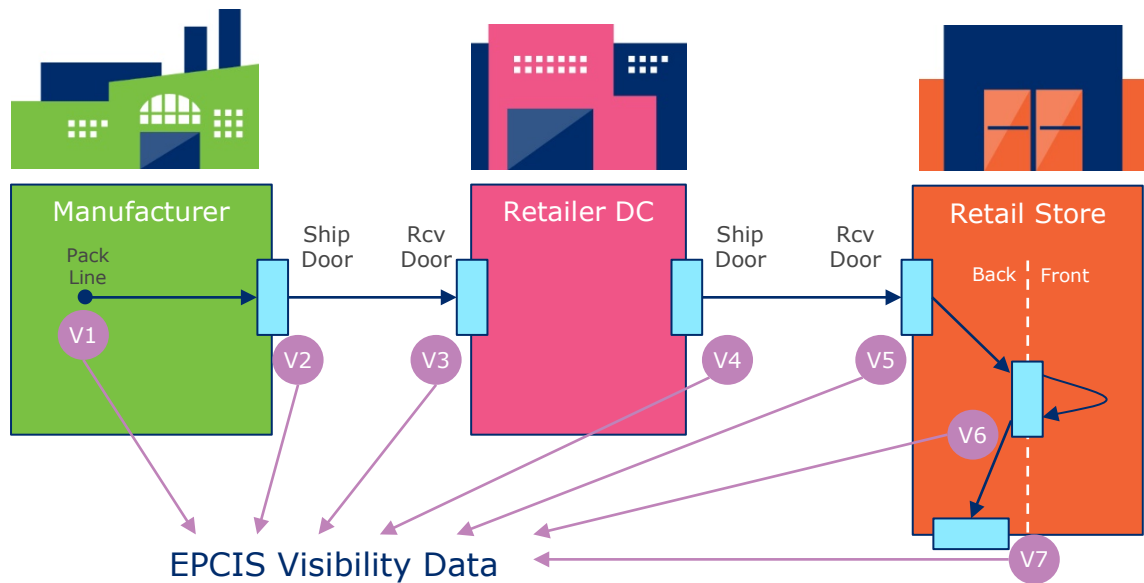 Manufacturer
Retailer DC
Retail Store
Pack
Line
Ship
Door
Rcv
Door
Ship
Door
Rcv
Door
Back
Front
V1
V2
V3
V4
V5
V6
V7
EPCIS Visibility Data